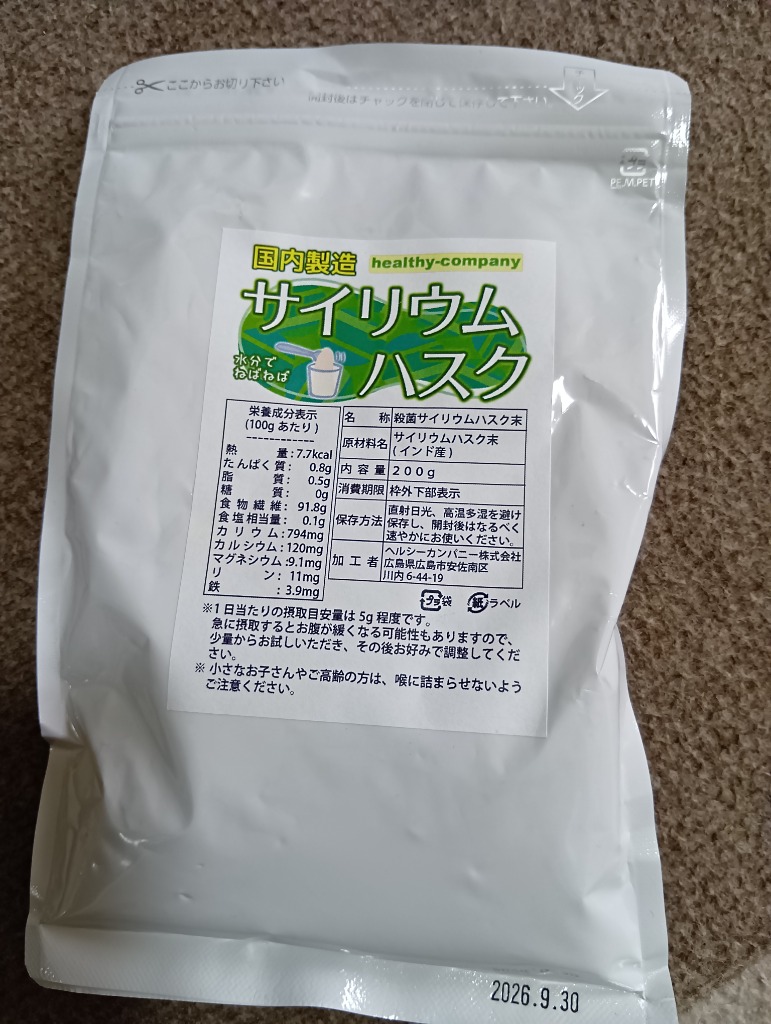 ここからお切り下さい
開封後はチャックを閉じて保存して下さい
チャック
プラ
PE,M,PET
国内製造
healthy-company
サイリウム
ハスク
水分で
ねばねば
栄養成分表示
(100gあたり)
------------
熱量:7.7kcal
たんぱく質: 0.8g
脂質: 0.5g
糖質: 0g
食物繊維: 91.8g
食塩相当量: 0.1g
カリウム:794mg
カルシウム:120mg
マグネシウム:9.1mg
リン: 11mg
鉄: 3.9mg
名称 殺菌サイリウムハスク末
原材料名 サイリウムハスク末
(インド産)
内容量 200g
消費期限 枠外下部表示
保存方法 直射日光、高温多湿を避け
保存し、開封後はなるべく
速やかにお使いください。
加工者 ヘルシーカンパニー株式会社
広島県広島市安佐南区
川内6-44-19
プラ 袋 紙 ラベル
※1日当たりの摂取目安量は5g程度です。
急に摂取するとお腹が緩くなる可能性もありますので、
少量からお試しいただき、その後お好みで調整してくだ
さい。
※ 小さなお子さんやご高齢の方は、喉に詰まらせないよう
ご注意ください。
2026.9.30